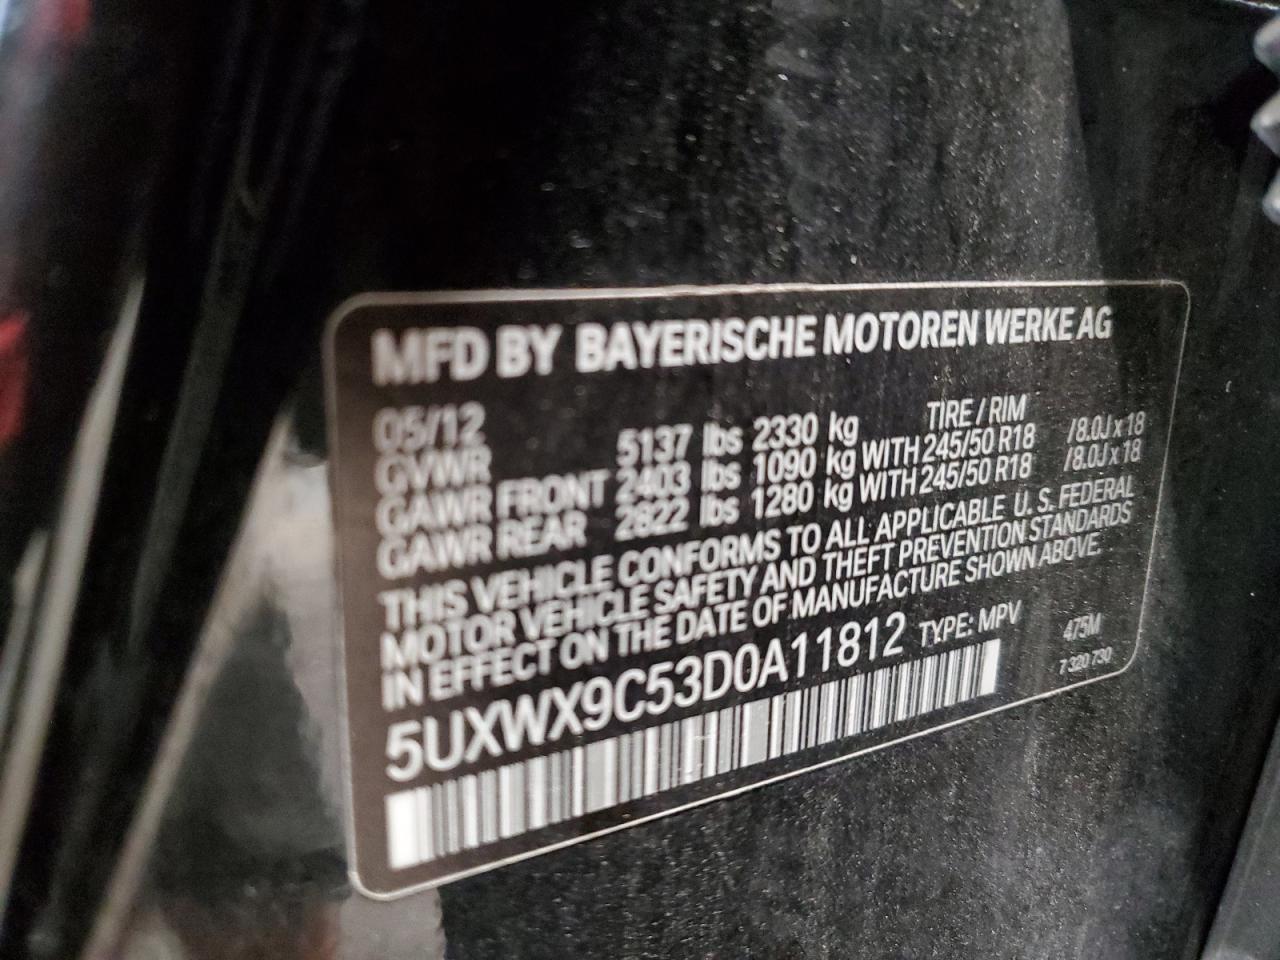 MFD BY BAYERISCHE MOTOREN WERKE AG
05/12 TIRE / RIM
GVWR 5137 lbs 2330 kg
GAWR FRONT 2403 lbs 1090 kg WITH 245/50 R18 /8.0J x 18
GAWR REAR 2822 lbs 1280 kg WITH 245/50 R18 /8.0J x 18
THIS VEHICLE CONFORMS TO ALL APPLICABLE U. S. FEDERAL
MOTOR VEHICLE SAFETY AND THEFT PREVENTION STANDARDS
IN EFFECT ON THE DATE OF MANUFACTURE SHOWN ABOVE.
5UXWX9C53D0A11812 TYPE: MPV 475M
7 320 730